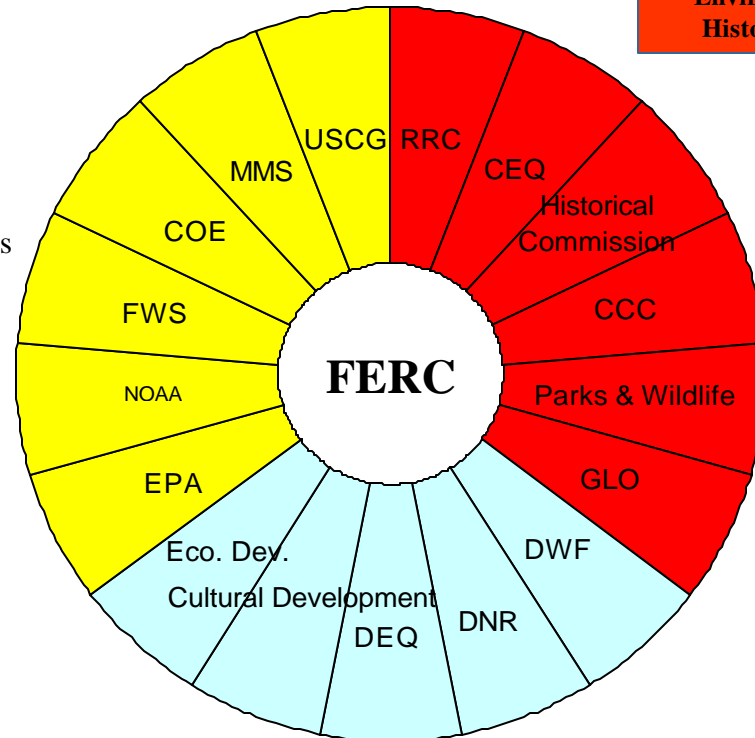 Histo
USCG
RRC
MMS
CEQ
Historical
Commission
COE
s
FWS
CCC
FERC
NOAA
Parks & Wildlife
EPA
GLO
Eco. Dev.
DWF
Cultural Development
DNR
DEQ